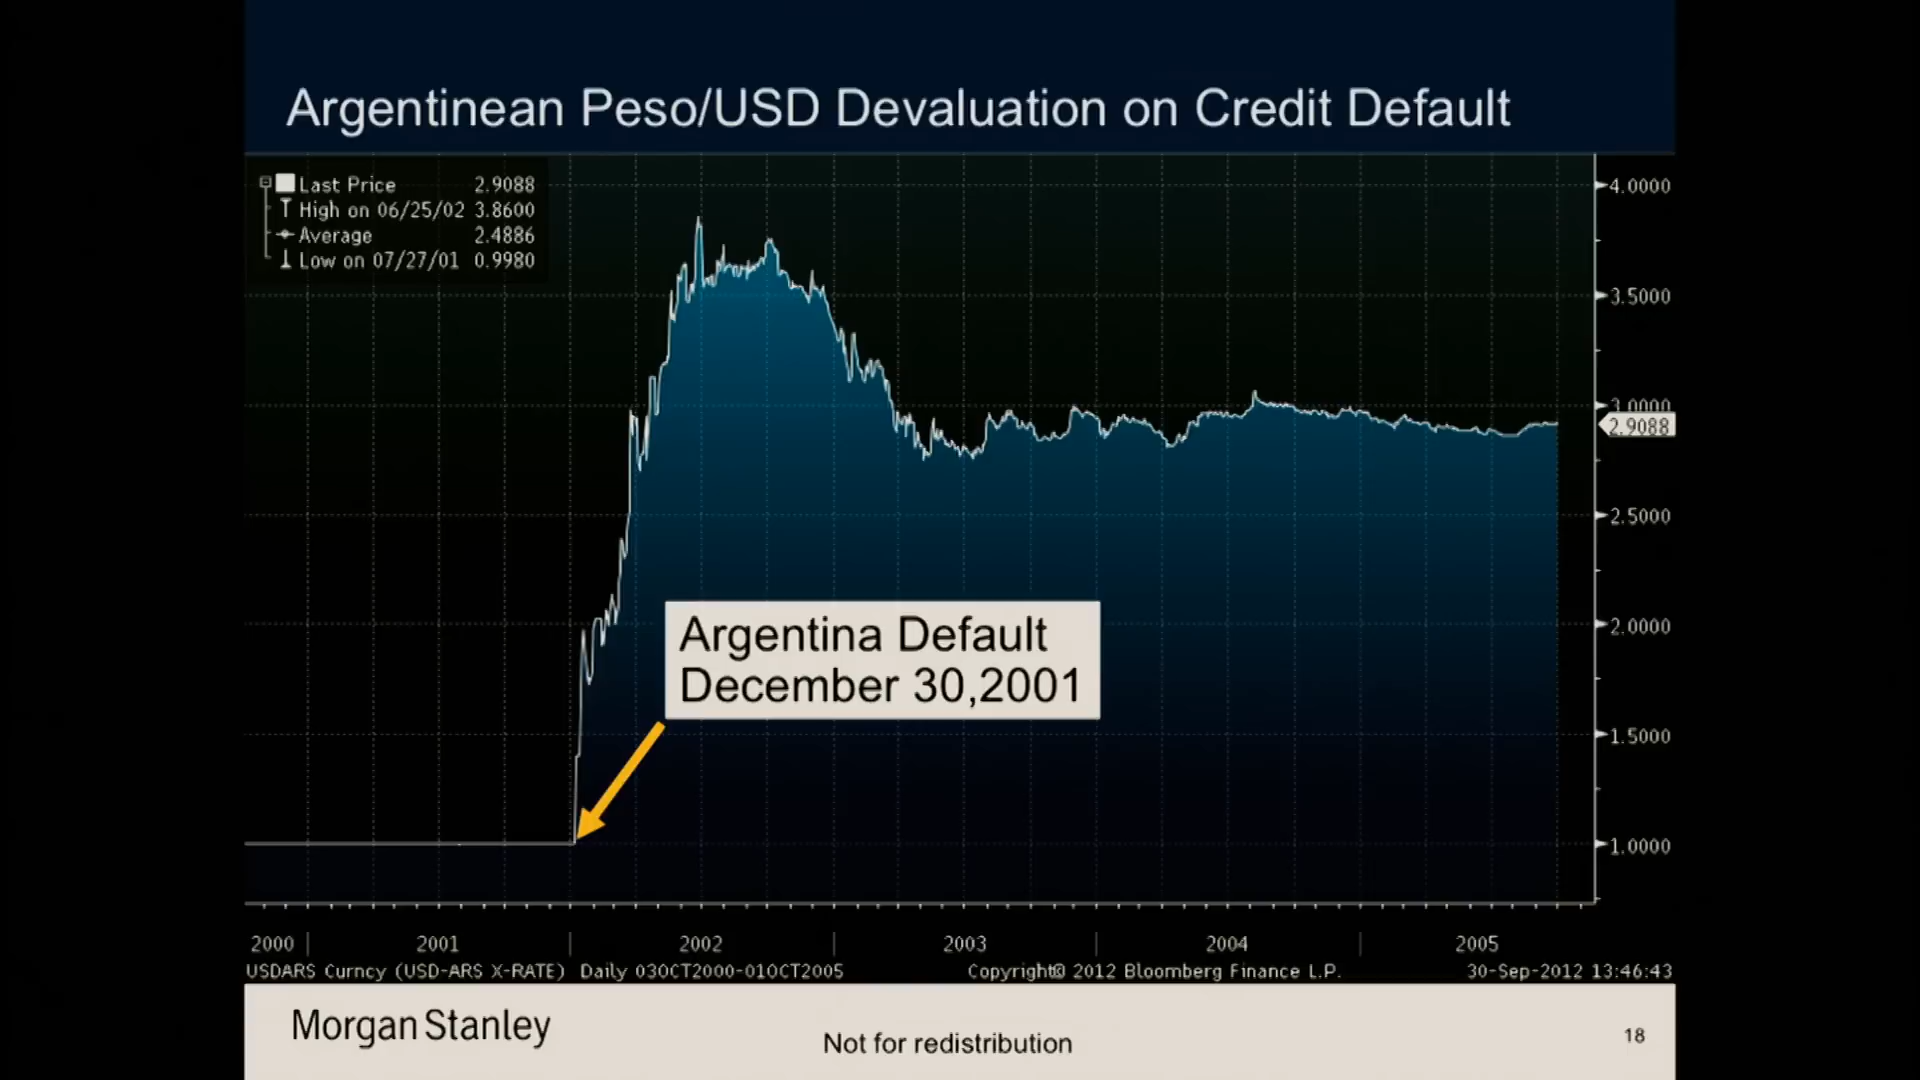 Argentinean Peso/USD Devaluation on Credit Default
Last Price 2.9088
High on 06/25/02 3.8600
Average 2.4886
Low on 07/27/01 0.9980
4.0000
3.5000
3.0000
2.9088
2.5000
2.0000
1.5000
1.0000
Argentina Default
December 30,2001
2000 2001 2002 2003 2004 2005
USDARS Curncy (USD-ARS X-RATE) Daily 03OCT2000-01OCT2005 Copyright© 2012 Bloomberg Finance L.P. 30-Sep-2012 13:46:43
Morgan Stanley
Not for redistribution
18